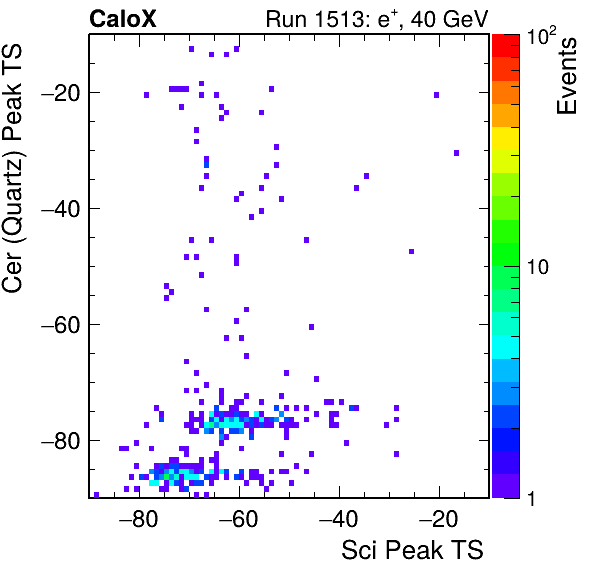 CaloX Run 1513: e⁺, 40 GeV
Cer (Quartz) Peak TS
−20
−40
−60
−80
−80 −60 −40 −20
Sci Peak TS
10²
10
1
Events